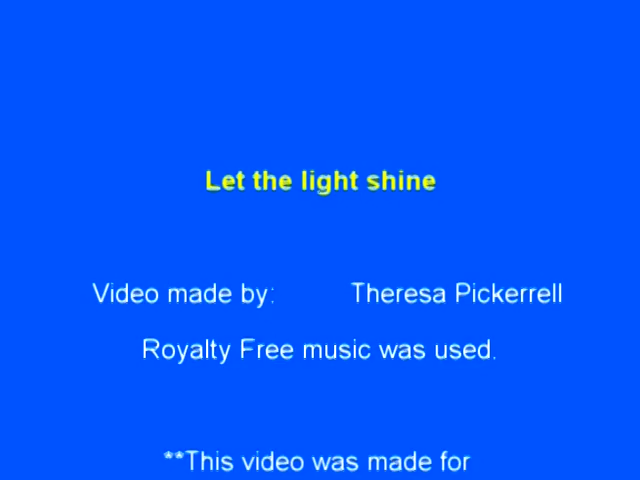 Let the light shine
Video made by: Theresa Pickerrell
Royalty Free music was used.
**This video was made for